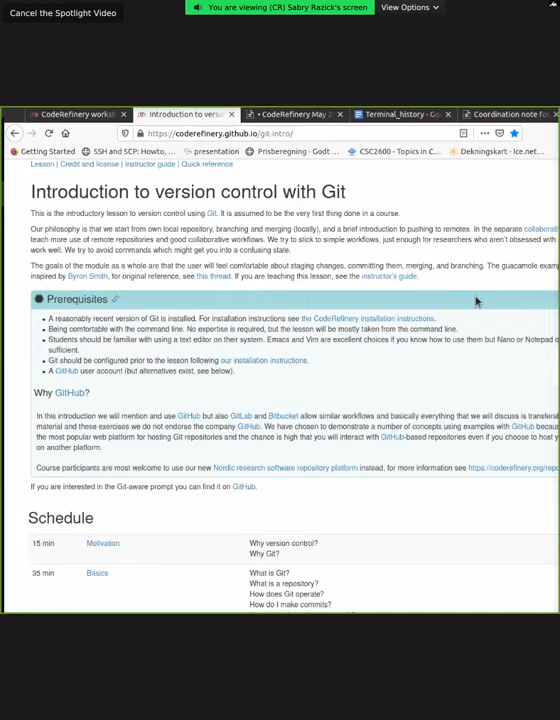 Cancel the Spotlight Video
You are viewing (CR) Sabry Razick's screen
View Options
CodeRefinery worksh
Introduction to versi
• CodeRefinery May 2
Terminal_history - G
Coordination note fo
https://coderefinery.github.io/git-intro/
Getting Started
SSH and SCP: Howto, ...
presentation
Prisberegning - Godt ...
CSC2600 - Topics in C...
Dekningskart - Ice.net...
Lesson | Credit and license | Instructor guide | Quick reference
Introduction to version control with Git
This is the introductory lesson to version control using Git. It is assumed to be the very first thing done in a course.
Our philosophy is that we start from own local repository, branching and merging (locally), and a brief introduction to pushing to remotes. In the separate collaborati
teach more use of remote repositories and good collaborative workflows. We try to stick to simple workflows, just enough for researchers who aren't obsessed with
work well. We try to avoid commands which might get you into a confusing state.
The goals of the module as a whole are that the user will feel comfortable about staging changes, committing them, merging, and branching. The guacamole examp
inspired by Byron Smith, for original reference, see this thread. If you are teaching this lesson, see the instructor's guide.
Prerequisites
• A reasonably recent version of Git is installed. For installation instructions see the CodeRefinery installation instructions.
• Being comfortable with the command line. No expertise is required, but the lesson will be mostly taken from the command line.
• Students should be familiar with using a text editor on their system. Emacs and Vim are excellent choices if you know how to use them but Nano or Notepad o
sufficient.
• Git should be configured prior to the lesson following our installation instructions.
• A GitHub user account (but alternatives exist, see below).
Why GitHub?
In this introduction we will mention and use GitHub but also GitLab and Bitbucket allow similar workflows and basically everything that we will discuss is transferab
material and these exercises we do not endorse the company GitHub. We have chosen to demonstrate a number of concepts using examples with GitHub becau
the most popular web platform for hosting Git repositories and the chance is high that you will interact with GitHub-based repositories even if you choose to host y
on another platform.
Course participants are most welcome to use our new Nordic research software repository platform instead, for more information see https://coderefinery.org/repo
If you are interested in the Git-aware prompt you can find it on GitHub.
Schedule
15 min
Motivation
Why version control?
Why Git?
35 min
Basics
What is Git?
What is a repository?
How does Git operate?
How do I make commits?